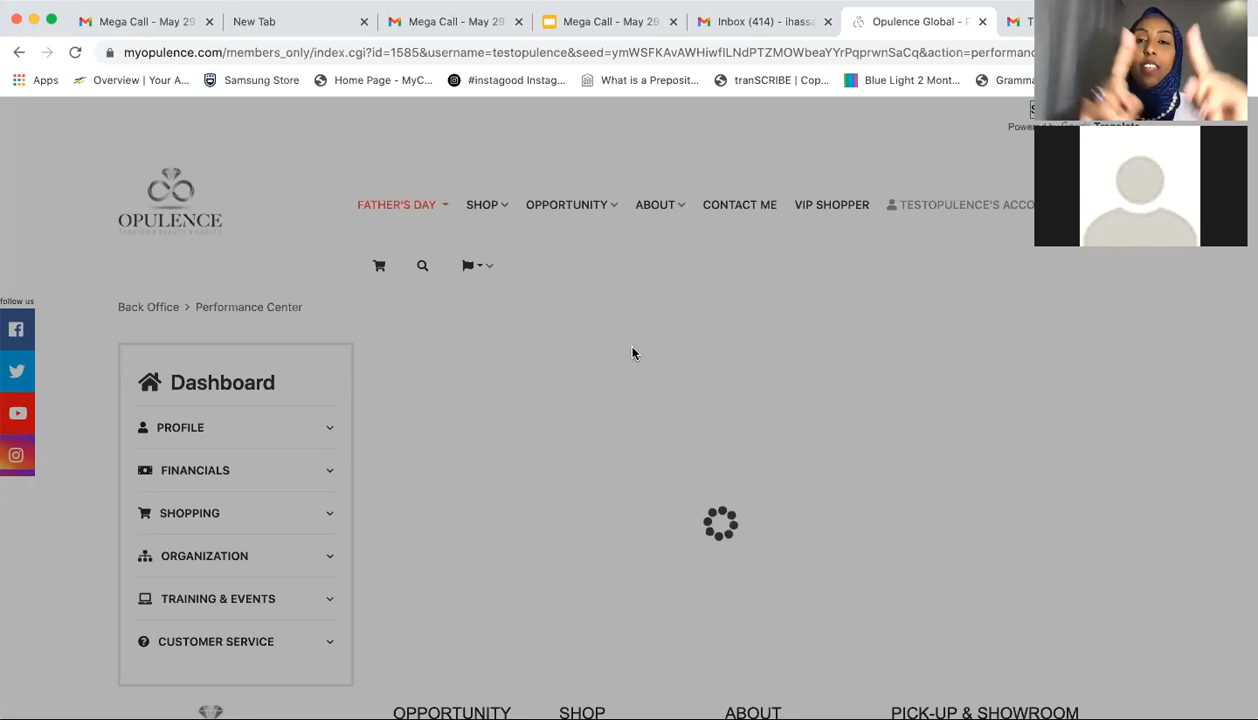 Mega Call - May 29
New Tab
Mega Call - May 29
Mega Call - May 29
Inbox (414) - ihass
Opulence Global - P
myopulence.com/members_only/index.cgi?id=1585&username=testopulence&seed=ymWSFKAvAWHiwflLNdPTZMOWbeaYYrPqprwnSaCq&action=performanc
Apps
Overview | Your A...
Samsung Store
Home Page - MyC...
#instagood Instag...
What is a Preposit...
tranSCRIBE | Cop...
Blue Light 2 Mont...
Gramma
OPULENCE
FATHER'S DAY
SHOP
OPPORTUNITY
ABOUT
CONTACT ME
VIP SHOPPER
TESTOPULENCE'S ACCO
Back Office > Performance Center
follow us
Dashboard
PROFILE
FINANCIALS
SHOPPING
ORGANIZATION
TRAINING & EVENTS
CUSTOMER SERVICE
OPPORTUNITY
SHOP
ABOUT
PICK-UP & SHOWROOM